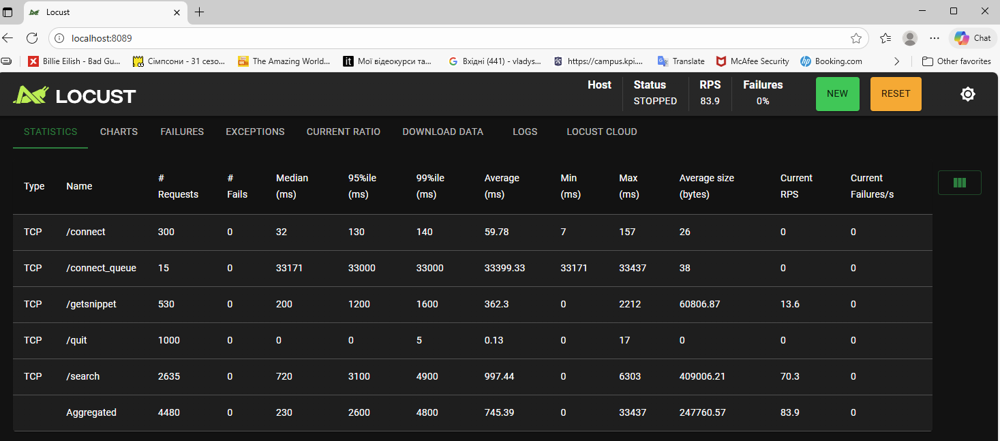 Locust
localhost:8089
Chat
Billie Eilish - Bad Gu... Сімпсони - 31 сезо... The Amazing World... Мої відеокурси та... Вхідні (441) - vladys... https://campus.kpi.... Translate McAfee Security Booking.com Other favorites
LOCUST
Host Status RPS Failures
STOPPED 83.9 0%
NEW RESET
STATISTICS CHARTS FAILURES EXCEPTIONS CURRENT RATIO DOWNLOAD DATA LOGS LOCUST CLOUD
Type Name # Requests # Fails Median (ms) 95%ile (ms) 99%ile (ms) Average (ms) Min (ms) Max (ms) Average size (bytes) Current RPS Current Failures/s
TCP /connect 300 0 32 130 140 59.78 7 157 26 0 0
TCP /connect_queue 15 0 33171 33000 33000 33399.33 33171 33437 38 0 0
TCP /getsnippet 530 0 200 1200 1600 362.3 0 2212 60806.87 13.6 0
TCP /quit 1000 0 0 0 5 0.13 0 17 0 0 0
TCP /search 2635 0 720 3100 4900 997.44 0 6303 409006.21 70.3 0
Aggregated 4480 0 230 2600 4800 745.39 0 33437 247760.57 83.9 0